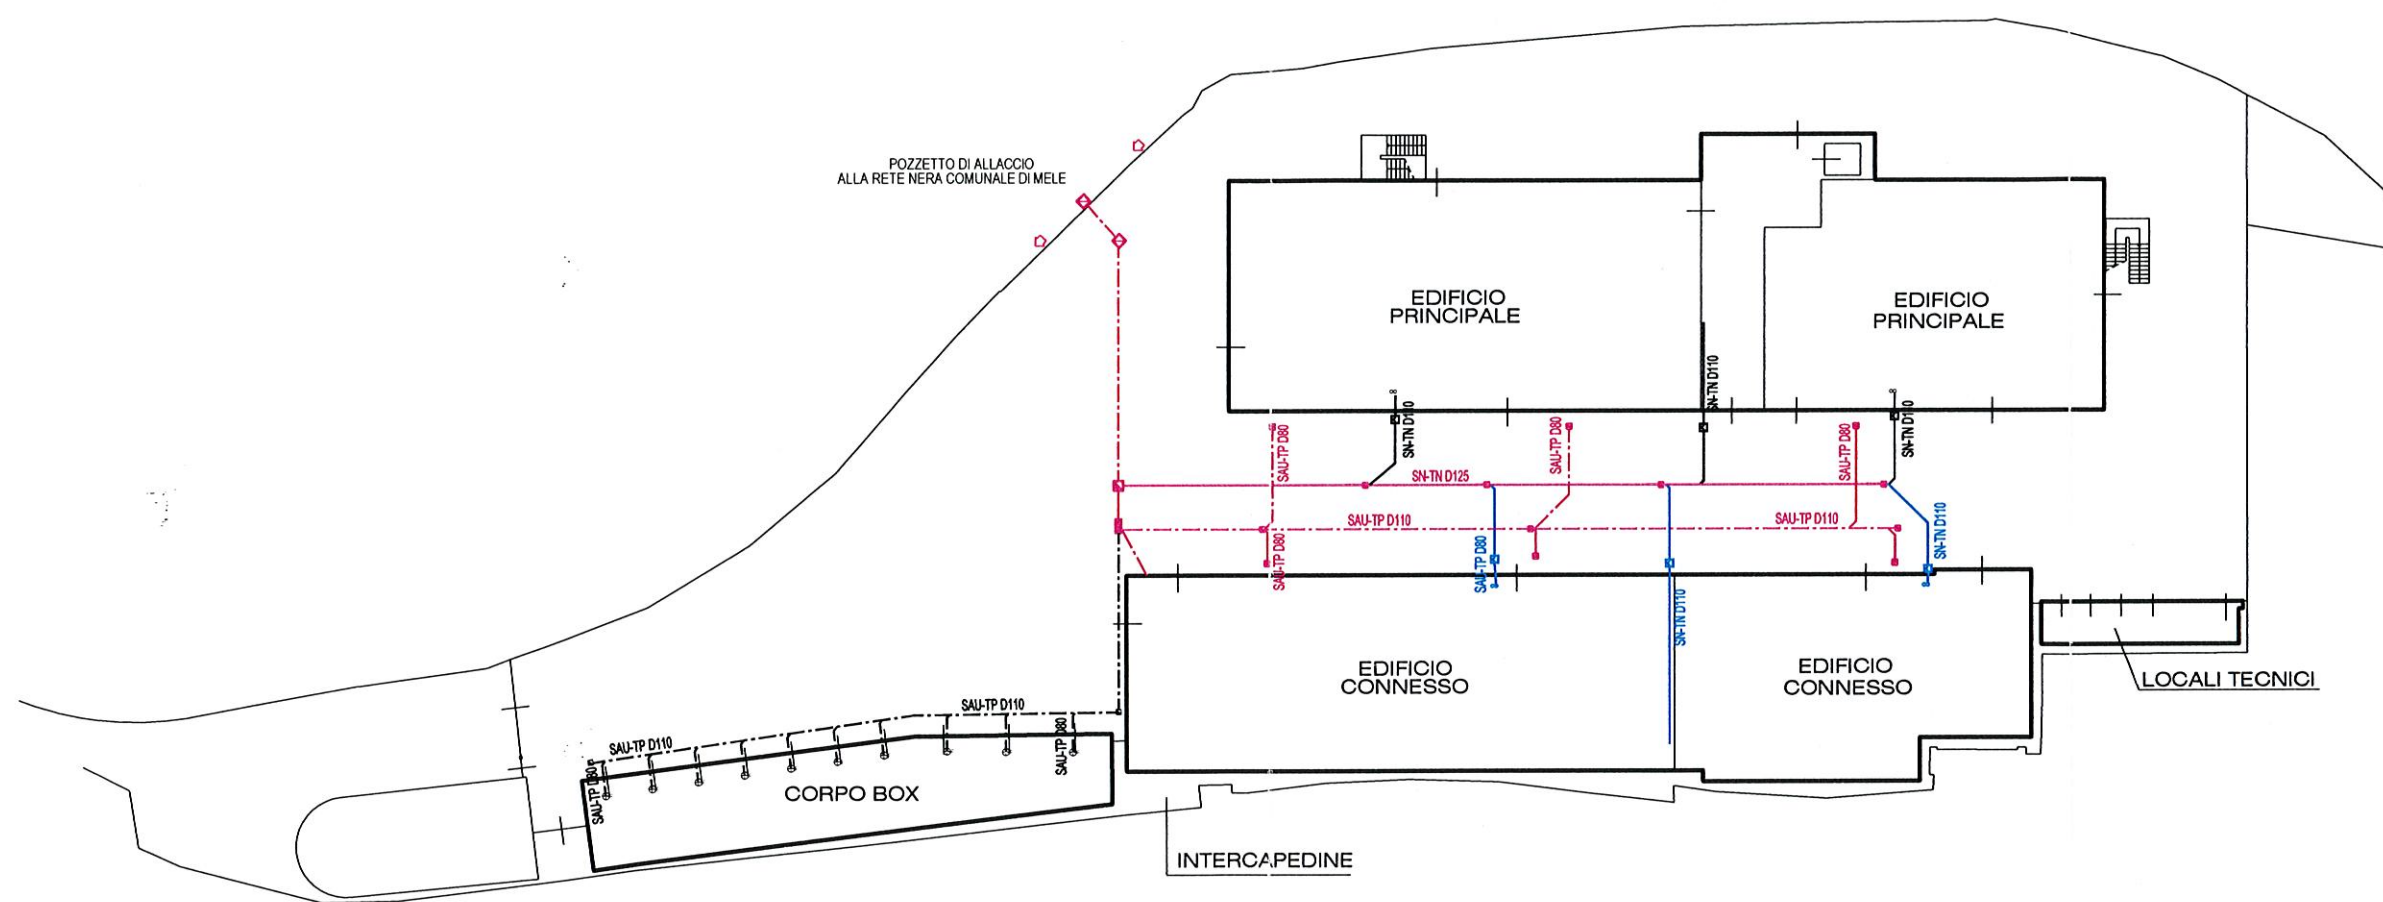 POZZETTO DI ALLACCIO
ALLA RETE NERA COMUNALE DI MELE
EDIFICIO
PRINCIPALE
EDIFICIO
PRINCIPALE
SN-TN D110
SN-TN D110
SN-TN D110
SAU-TP D80
SAU-TP D80
SAU-TP D80
SN-TN D125
SAU-TP D110
SAU-TP D110
SAU-TP D80
SAU-TP D80
SN-TN D110
SN-TN D110
EDIFICIO
CONNESSO
EDIFICIO
CONNESSO
LOCALI TECNICI
SAU-TP D110
SAU-TP D110
SAU-TP D80
SAU-TP D80
CORPO BOX
INTERCAPEDINE